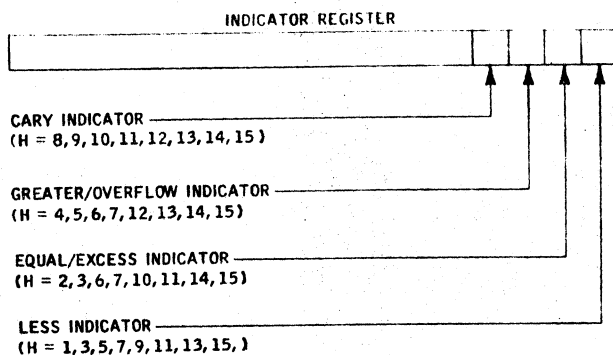 INDICATOR REGISTER
CARY INDICATOR
(H = 8,9,10,11,12,13,14,15)
GREATER/OVERFLOW INDICATOR
(H = 4,5,6,7,12,13,14,15)
EQUAL/EXCESS INDICATOR
(H = 2,3,6,7,10,11,14,15)
LESS INDICATOR
(H = 1,3,5,7,9,11,13,15,)